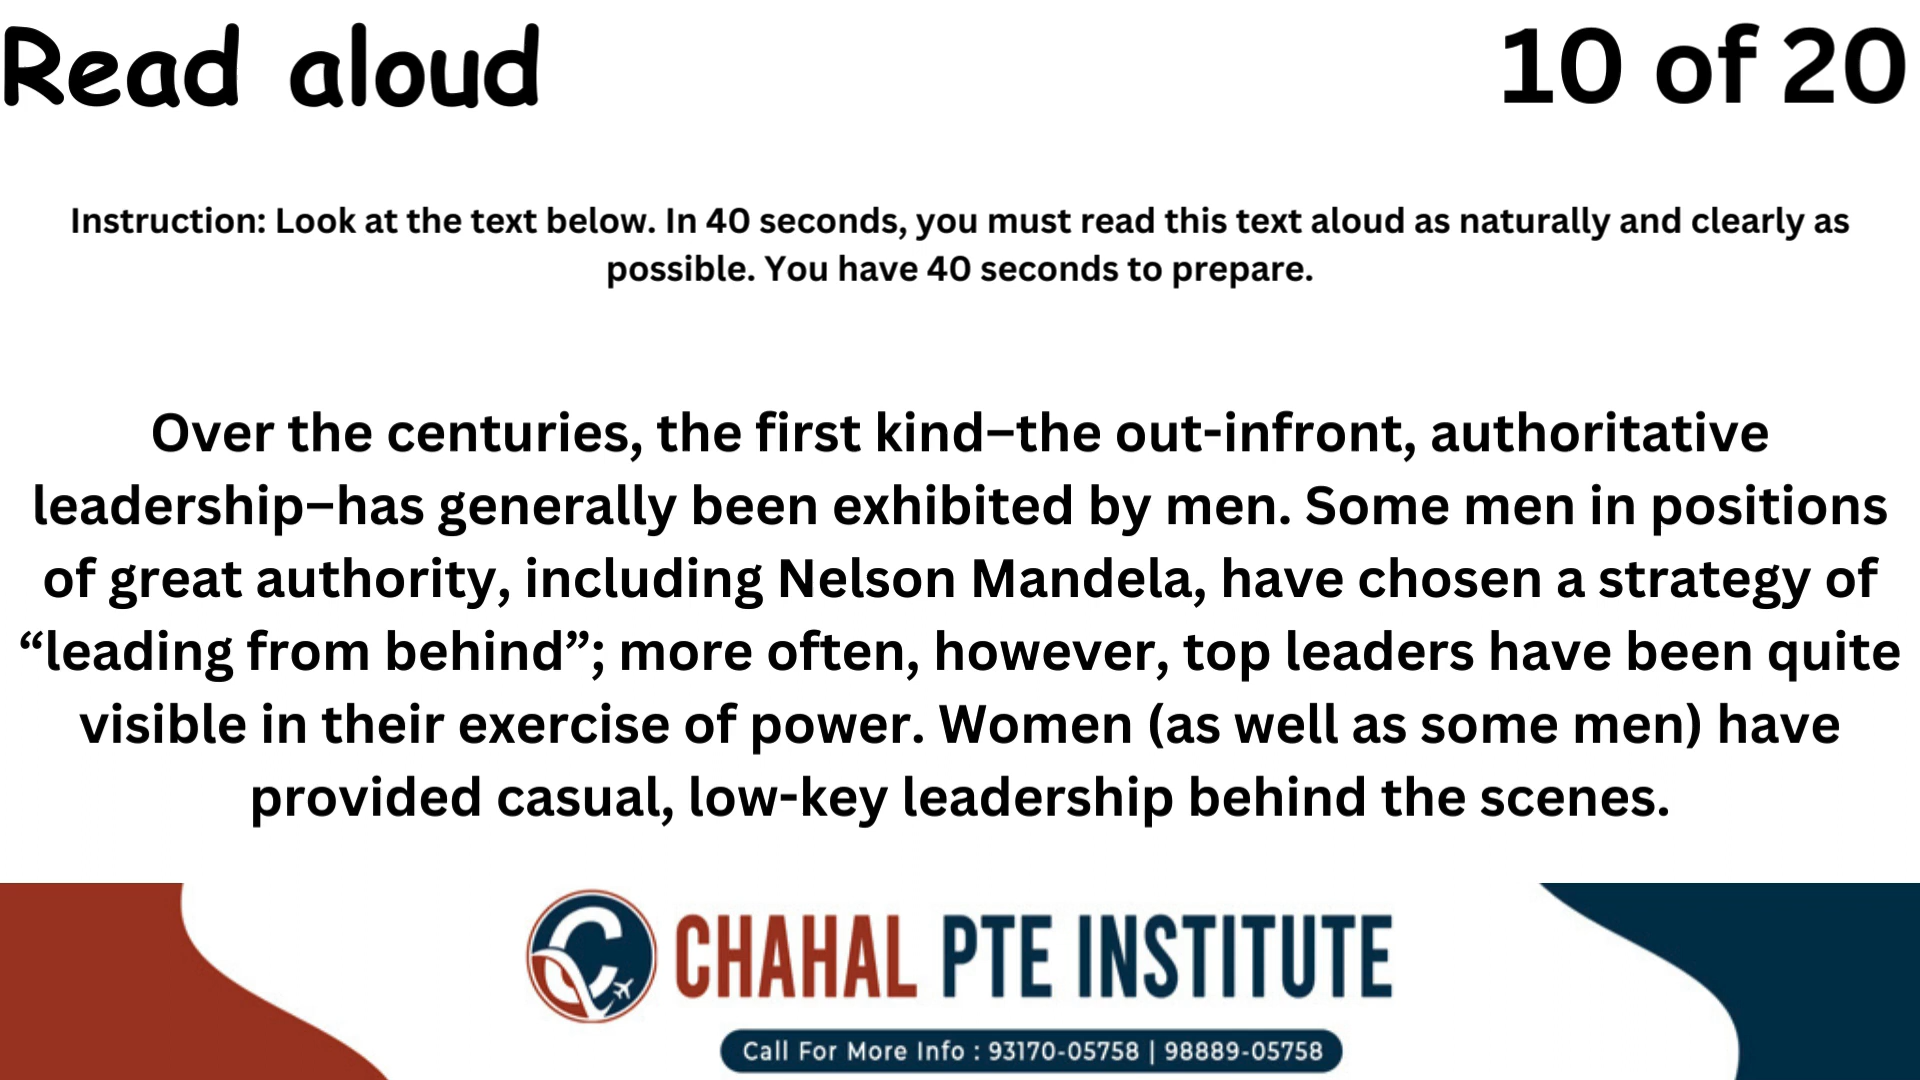 Read aloud
10 of 20
Instruction: Look at the text below. In 40 seconds, you must read this text aloud as naturally and clearly as
possible. You have 40 seconds to prepare.
Over the centuries, the first kind–the out-infront, authoritative
leadership–has generally been exhibited by men. Some men in positions
of great authority, including Nelson Mandela, have chosen a strategy of
“leading from behind”; more often, however, top leaders have been quite
visible in their exercise of power. Women (as well as some men) have
provided casual, low-key leadership behind the scenes.
CHAHAL PTE INSTITUTE
Call For More Info : 93170-05758 | 98889-05758